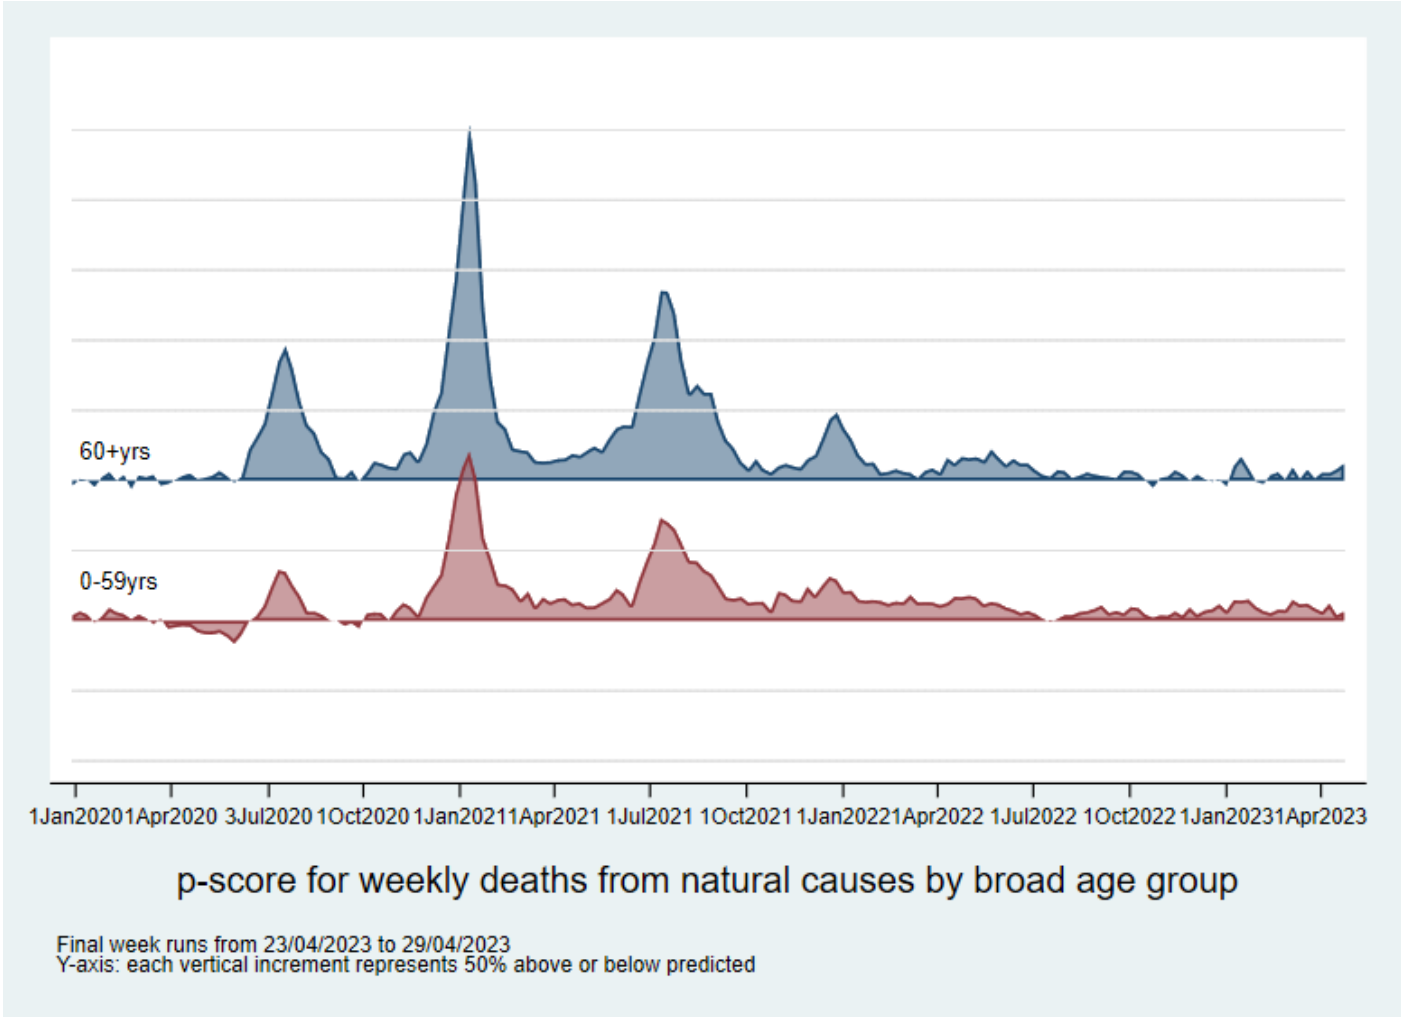 60+yrs
0-59yrs
1Jan2020 1Apr2020 3Jul2020 1Oct2020 1Jan2021 1Apr2021 1Jul2021 1Oct2021 1Jan2022 1Apr2022 1Jul2022 1Oct2022 1Jan2023 1Apr2023
p-score for weekly deaths from natural causes by broad age group
Final week runs from 23/04/2023 to 29/04/2023
Y-axis: each vertical increment represents 50% above or below predicted